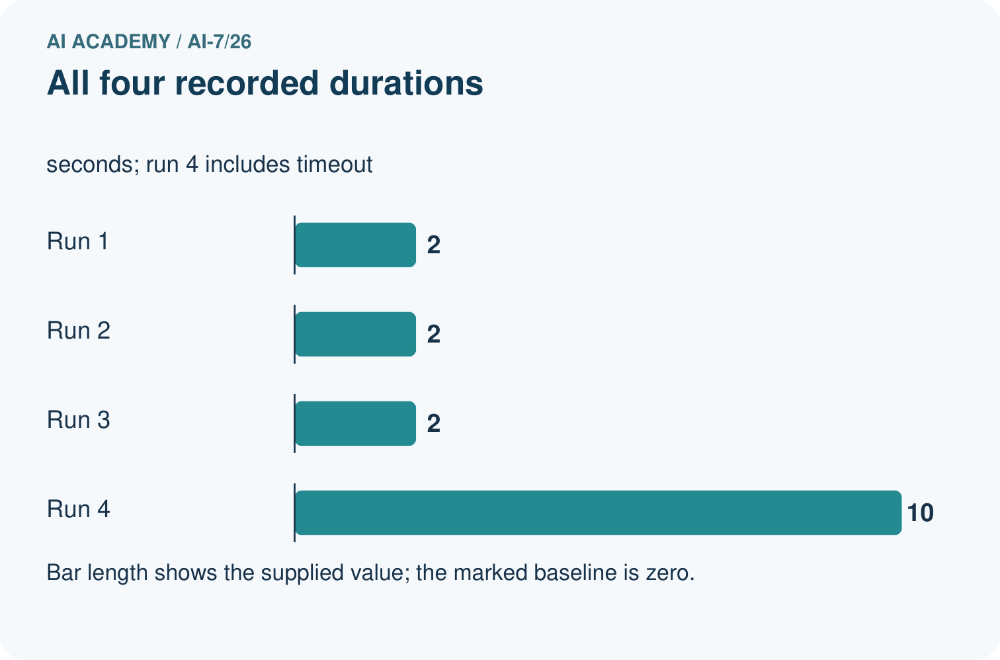 AI ACADEMY / AI-7/26
All four recorded durations
seconds; run 4 includes timeout
Run 1 2
Run 2 2
Run 3 2
Run 4 10
Bar length shows the supplied value; the marked baseline is zero.